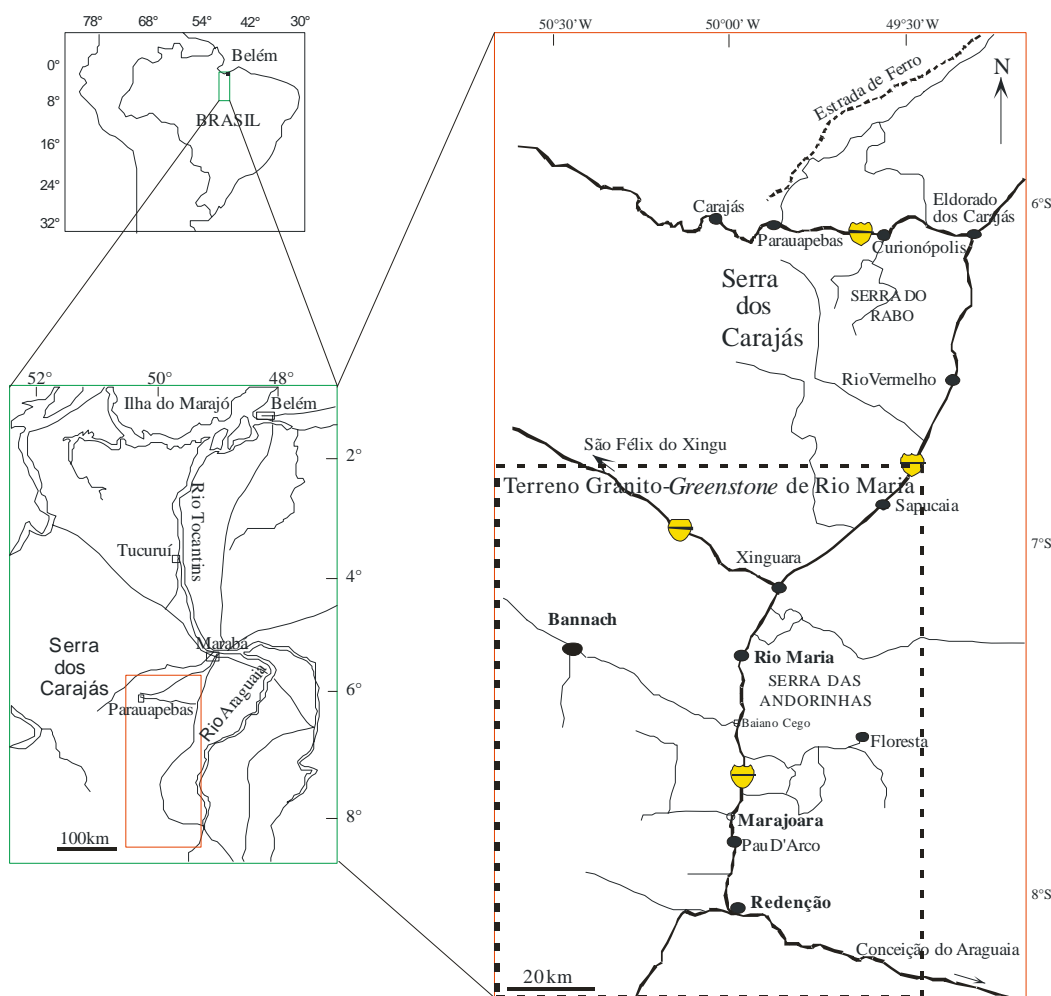 78° 68° 54° 42° 30°
0°
8°
16°
24°
32°
Belém
BRASIL
52° 50° 48°
Ilha do Marajó
Belém
2°
Rio Tocantins
Tucuruí
4°
Maraba
Serra
dos
Carajás
6°
Parauapebas
Rio Araguaia
8°
100km
50°30'W 50°00'W 49°30'W
N
Estrada de Ferro
6°S
Carajás
Eldorado
dos Carajás
Parauapebas
Curionópolis
Serra
dos
Carajás
SERRA DO
RABO
Rio Vermelho
São Félix do Xingu
Terreno Granito-Greenstone de Rio Maria
Sapucaia
7°S
Xinguara
Bannach
Rio Maria
SERRA DAS
ANDORINHAS
Baiano Cego
Floresta
Marajoara
Pau D'Arco
8°S
Redenção
Conceição do Araguaia
20km